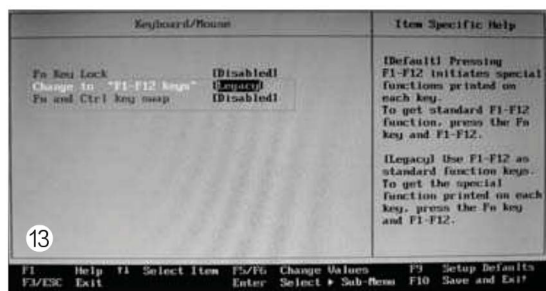 Keyboard/Mouse
Item Specific Help
Fn Key Lock [Disabled]
Change to "F1-F12 keys" [Legacy]
Fn and Ctrl key swap [Disabled]
[Default] Pressing
F1-F12 initiates special
functions printed on
each key.
To get standard F1-F12
function, press the Fn
key and F1-F12.
[Legacy] Use F1-F12 as
standard function keys.
To get the special
function printed on each
key, press the Fn key
and F1-F12.
13
F1 Help ↑↓ Select Item F5/F6 Change Values F9 Setup Defaults
F3/ESC Exit Enter Select ▸ Sub-Menu F10 Save and Exit